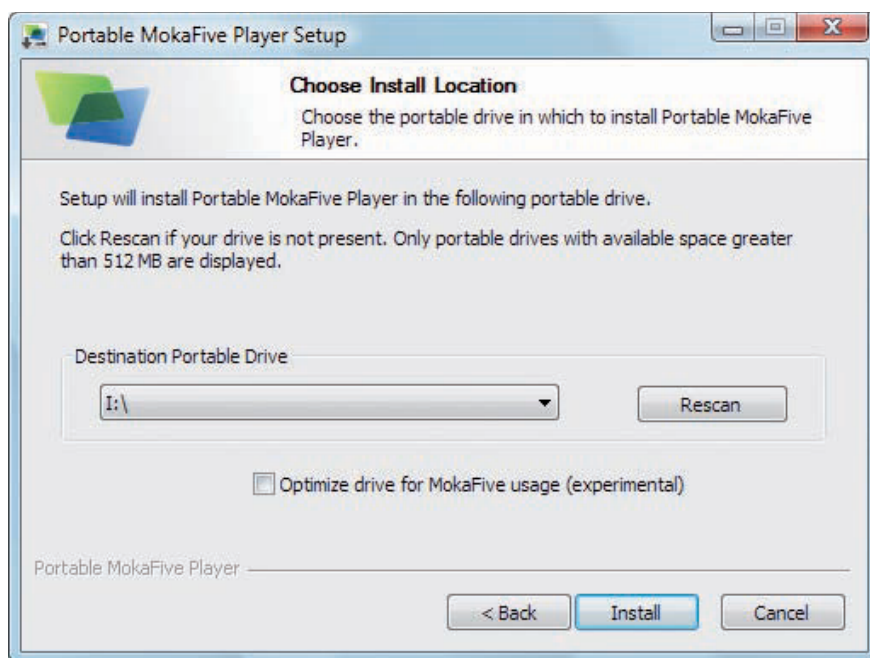 Portable MokaFive Player Setup
Choose Install Location
Choose the portable drive in which to install Portable MokaFive
Player.
Setup will install Portable MokaFive Player in the following portable drive.
Click Rescan if your drive is not present. Only portable drives with available space greater
than 512 MB are displayed.
Destination Portable Drive
I:\
Rescan
Optimize drive for MokaFive usage (experimental)
Portable MokaFive Player
< Back
Install
Cancel